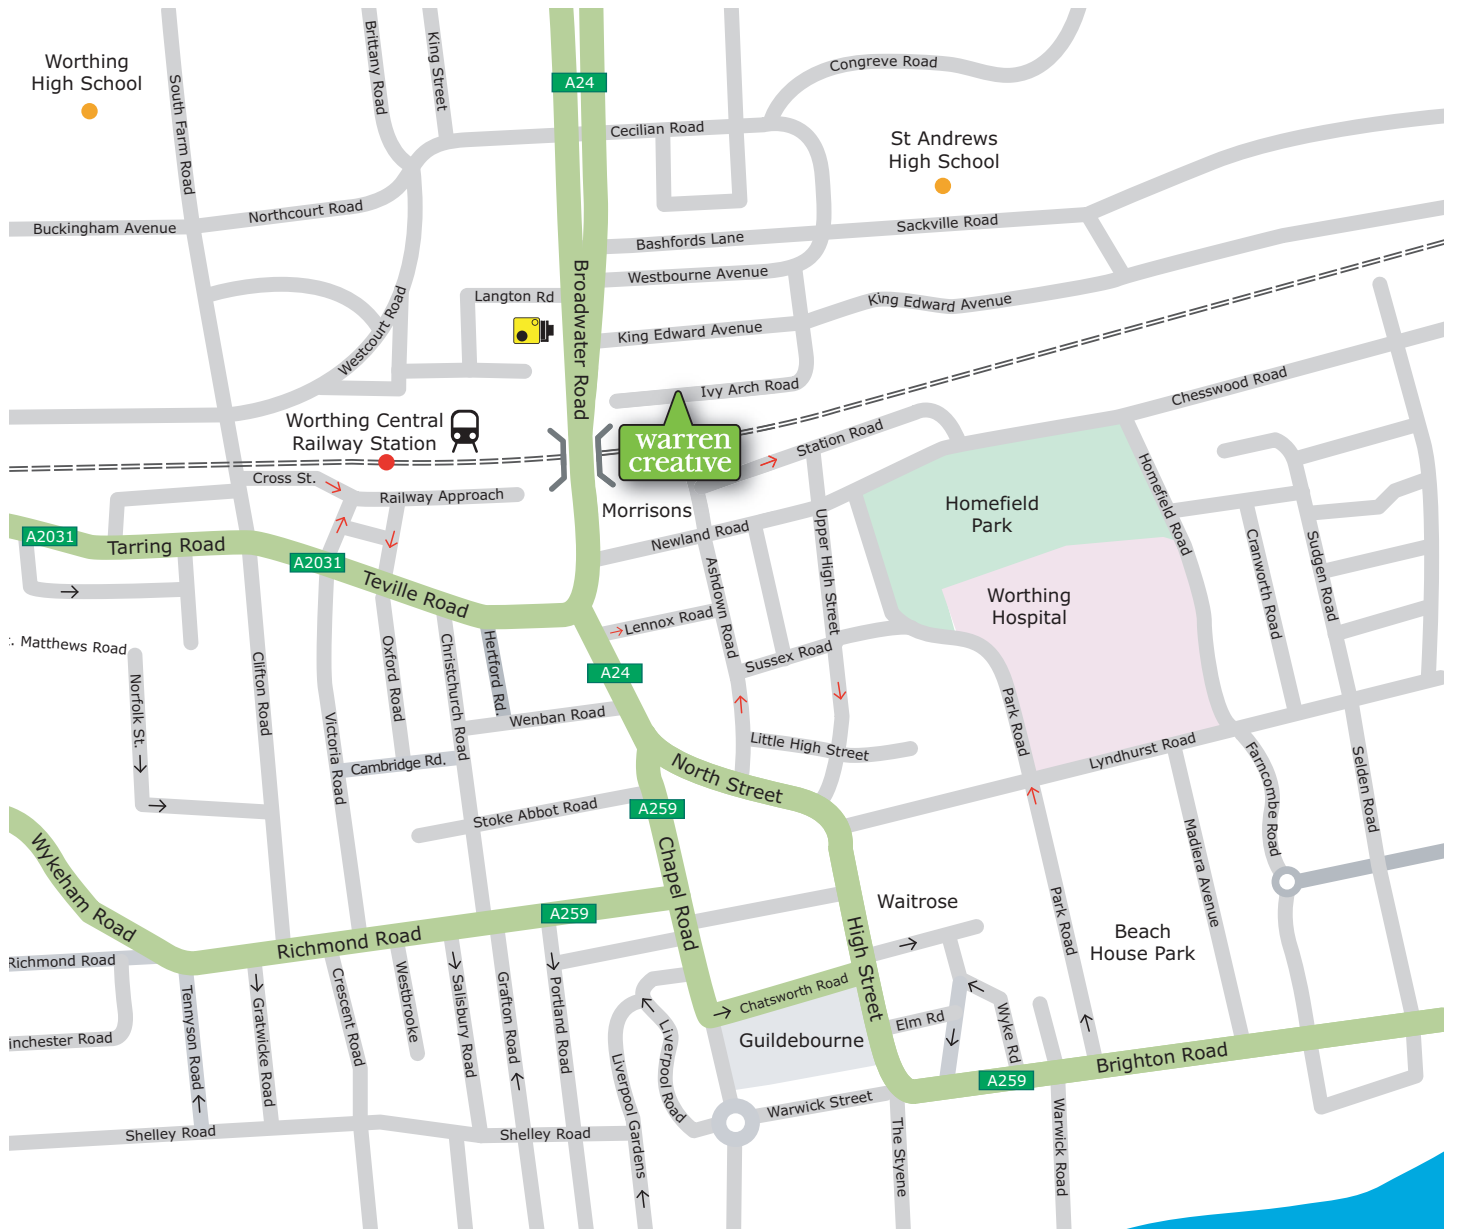 Worthing
High School
South Farm Road
Brittany Road
King Street
A24
Cecilian Road
Congreve Road
St Andrews
High School
Buckingham Avenue
Northcourt Road
Bashfords Lane
Sackville Road
Westbourne Avenue
Langton Rd
Broadwater Road
King Edward Avenue
King Edward Avenue
Westcourt Road
Ivy Arch Road
Chesswood Road
Worthing Central
Railway Station
warren
creative
Station Road
Cross St.
Railway Approach
Morrisons
Homefield
Park
Homefield Road
A2031
Tarring Road
A2031
Teville Road
Newland Road
Upper High Street
Ashdown Road
Cranworth Road
Sudgen Road
Worthing
Hospital
Lennox Road
Sussex Road
. Matthews Road
Norfolk St.
Clifton Road
Victoria Road
Oxford Road
Christchurch Road
Hertford Rd.
A24
Wenban Road
Park Road
Little High Street
Lyndhurst Road
Farncombe Road
Selden Road
Cambridge Rd.
North Street
Stoke Abbot Road
A259
Chapel Road
Madiera Avenue
Wykeham Road
Richmond Road
A259
Waitrose
High Street
Park Road
Beach
House Park
Richmond Road
Tennyson Road
Gratwicke Road
Crescent Road
Westbrooke
Salisbury Road
Grafton Road
Portland Road
Chatsworth Road
Liverpool Road
Liverpool Gardens
Guildebourne
Elm Rd
Wyke Rd
inchester Road
A259
Brighton Road
Warwick Street
Shelley Road
Shelley Road
The Styene
Warwick Road